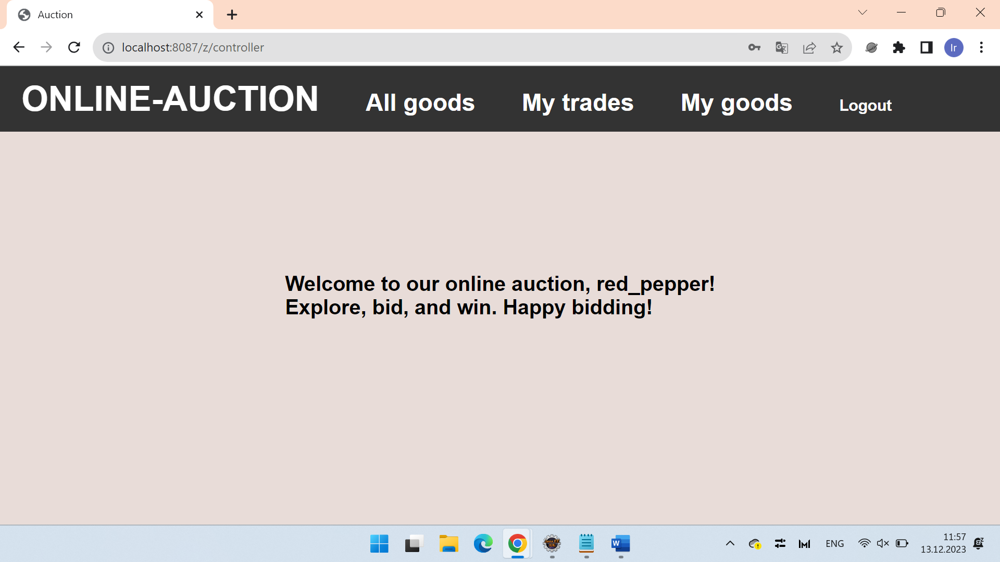 Auction
localhost:8087/z/controller
Ir
ONLINE-AUCTION All goods My trades My goods Logout
Welcome to our online auction, red_pepper!
Explore, bid, and win. Happy bidding!
ENG
11:57
13.12.2023